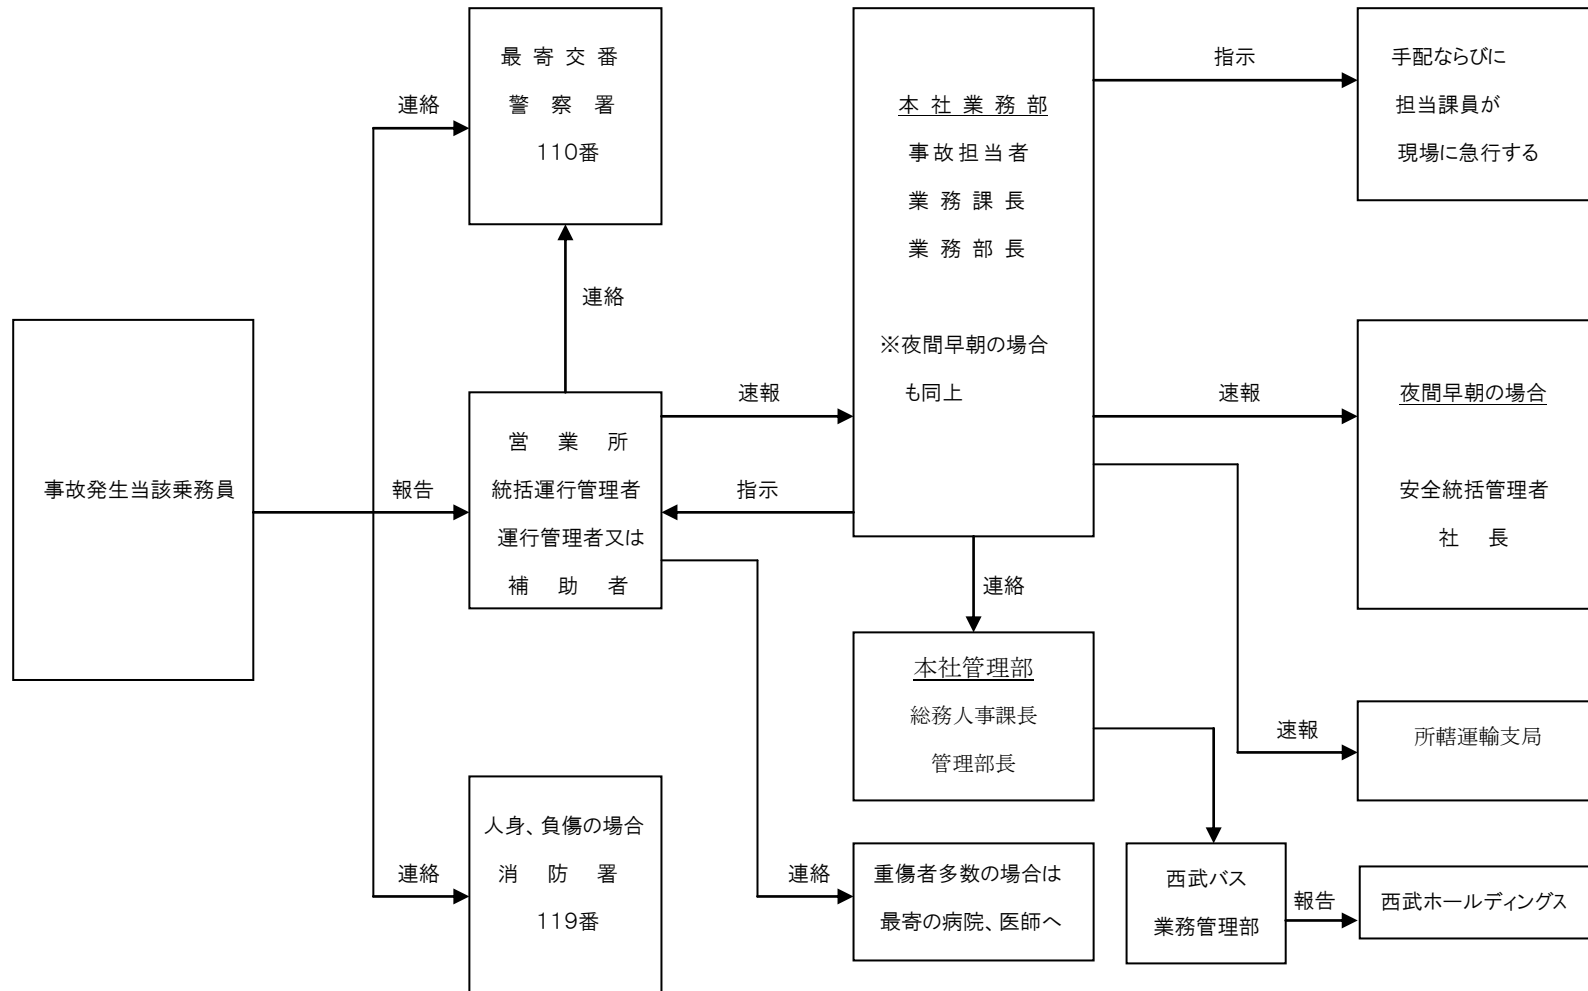 事故発生当該乗務員
連絡
報告
連絡
最寄交番
警察署
110番
連絡
営業所
統括運行管理者
運行管理者又は
補助者
人身、負傷の場合
消防署
119番
速報
指示
連絡
本社業務部
事故担当者
業務課長
業務部長
※夜間早朝の場合
も同上
連絡
本社管理部
総務人事課長
管理部長
重傷者多数の場合は
最寄の病院、医師へ
指示
手配ならびに
担当課員が
現場に急行する
速報
夜間早朝の場合
安全統括管理者
社長
速報
所轄運輸支局
西武バス
業務管理部
報告
西武ホールディングス